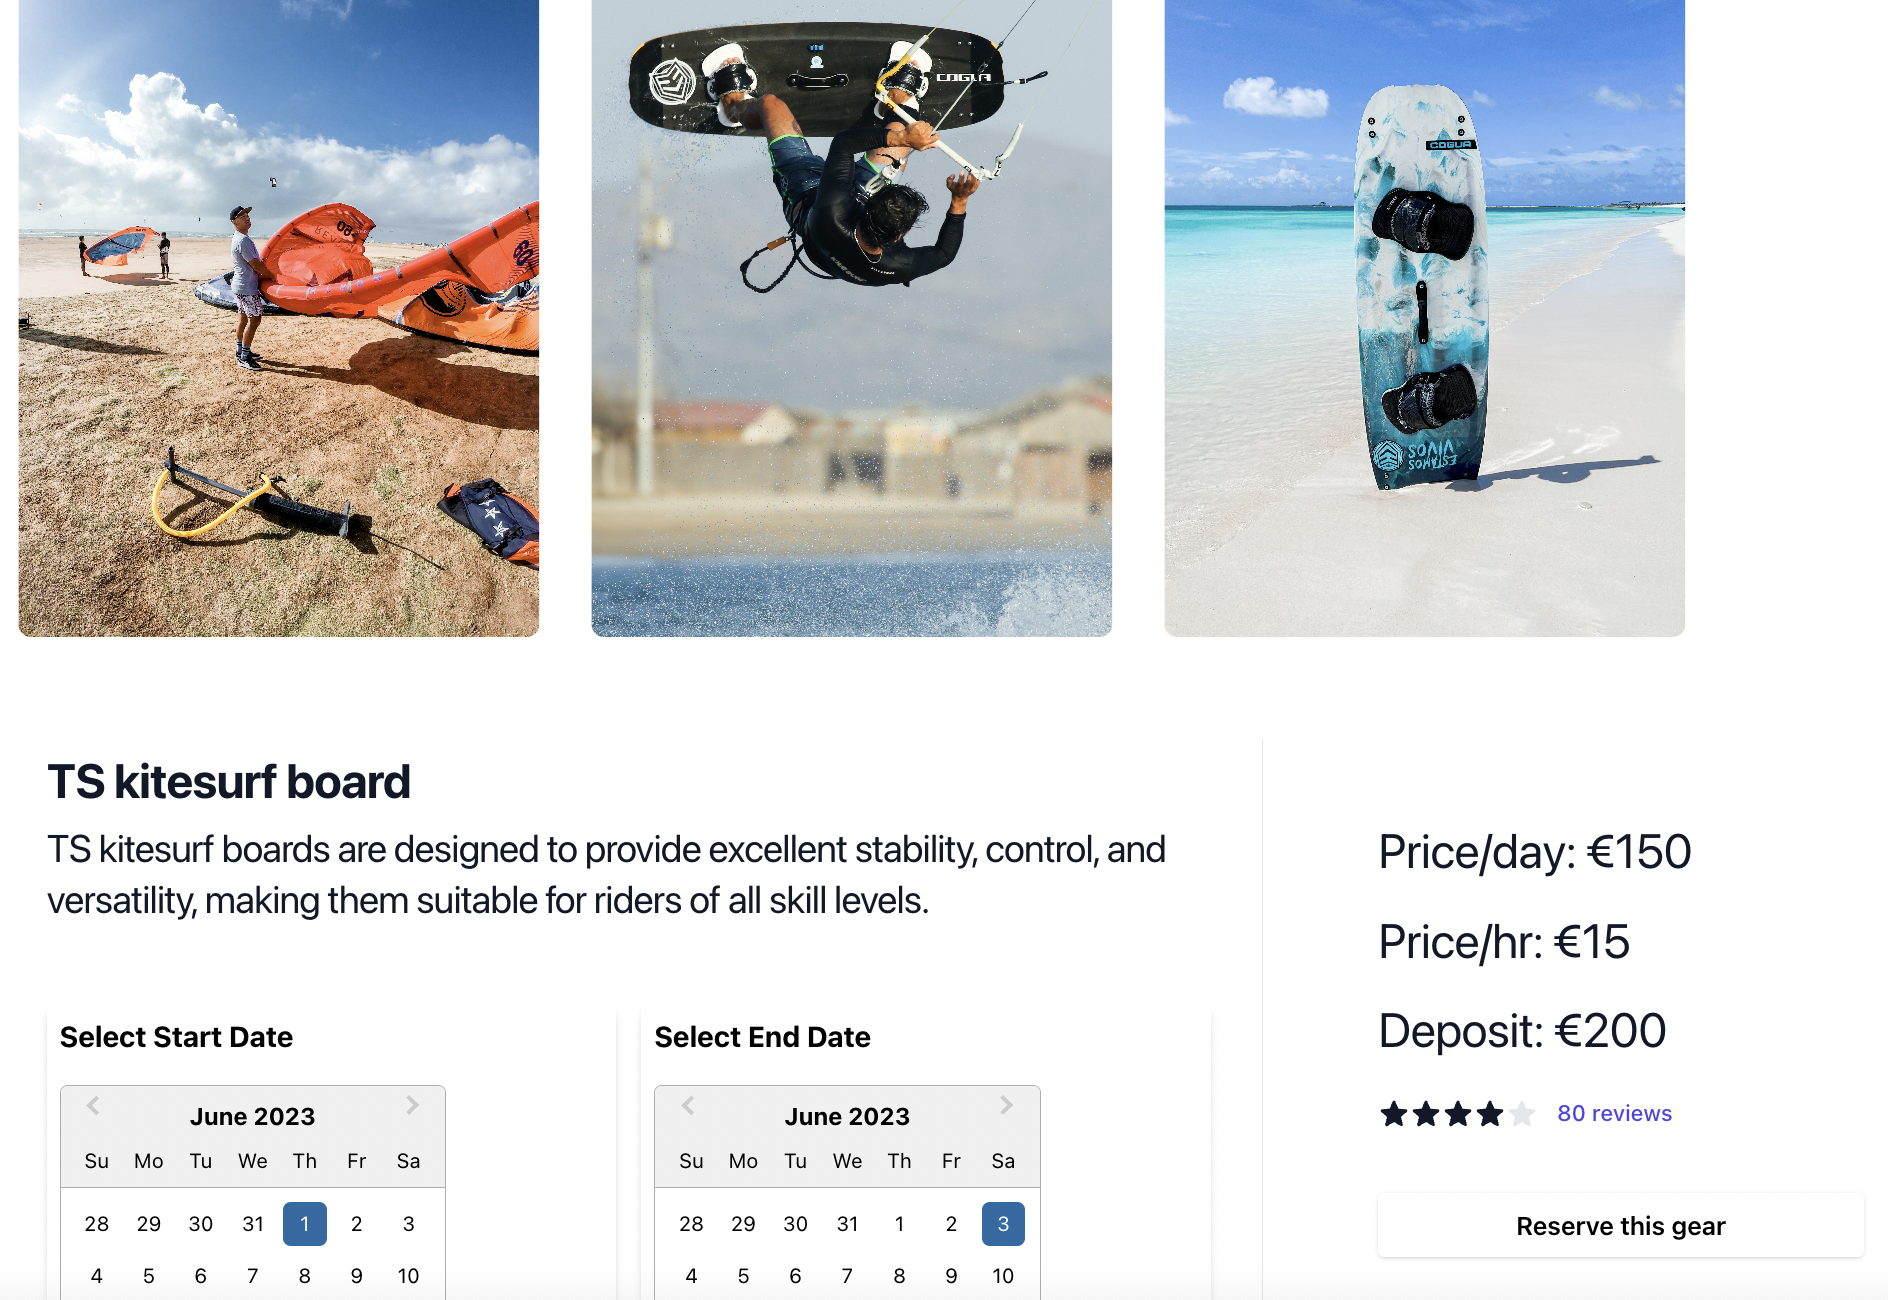 COGUA
TS kitesurf board
TS kitesurf boards are designed to provide excellent stability, control, and
versatility, making them suitable for riders of all skill levels.
Price/day: €150
Price/hr: €15
Deposit: €200
80 reviews
Reserve this gear
Select Start Date
June 2023
Su Mo Tu We Th Fr Sa
28 29 30 31 1 2 3
4 5 6 7 8 9 10
Select End Date
June 2023
Su Mo Tu We Th Fr Sa
28 29 30 31 1 2 3
4 5 6 7 8 9 10